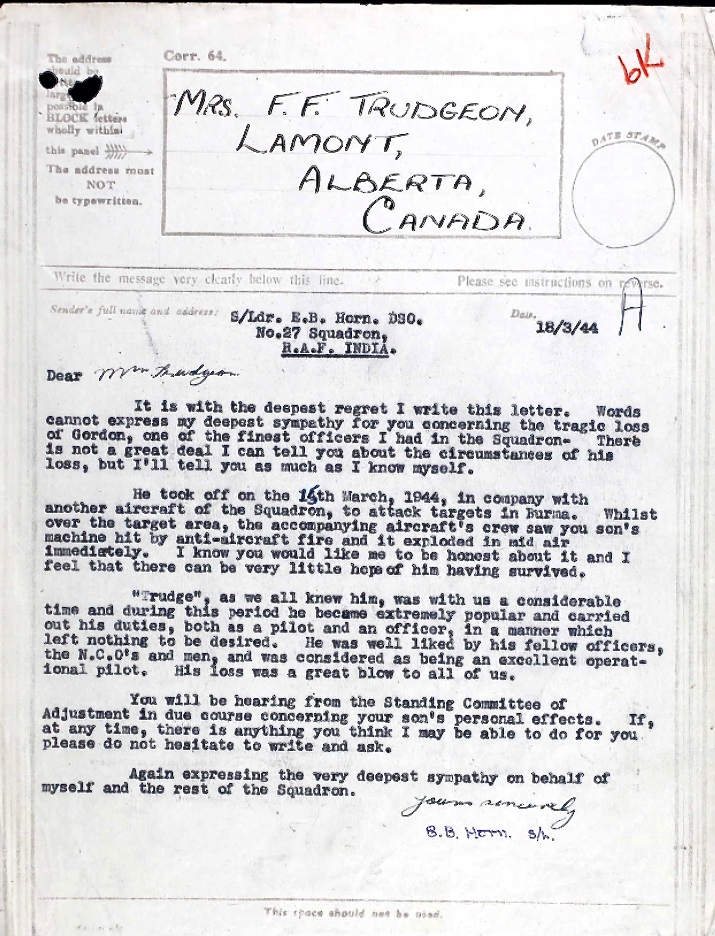 The address
should be
possible in
BLOCK letters
wholly within
this panel
The address must
NOT
be typewritten.
Corr. 64.
MRS. F. F. TRUDGEON,
LAMONT,
ALBERTA,
CANADA.
bK
DATE STAMP
Write the message very clearly below this line. Please see instructions on reverse.
Sender's full name and address: S/Ldr. E.B. Horn. DSO.
No.27 Squadron,
R.A.F. INDIA.
Date.
18/3/44
A
Dear Mrs Trudgeon
It is with the deepest regret I write this letter. Words
cannot express my deepest sympathy for you concerning the tragic loss
of Gordon, one of the finest officers I had in the Squadron- There
is not a great deal I can tell you about the circumstances of his
loss, but I'll tell you as much as I know myself.
He took off on the 15th March, 1944, in company with
another aircraft of the Squadron, to attack targets in Burma. Whilst
over the target area, the accompanying aircraft's crew saw you son's
machine hit by anti-aircraft fire and it exploded in mid air
immediately. I know you would like me to be honest about it and I
feel that there can be very little hope of him having survived.
"Trudge", as we all knew him, was with us a considerable
time and during this period he became extremely popular and carried
out his duties, both as a pilot and an officer, in a manner which
left nothing to be desired. He was well liked by his fellow officers,
the N.C.O's and men, and was considered as being an excellent operat-
ional pilot. His loss was a great blow to all of us.
You will be hearing from the Standing Committee of
Adjustment in due course concerning your son's personal effects. If,
at any time, there is anything you think I may be able to do for you
please do not hesitate to write and ask.
Again expressing the very deepest sympathy on behalf of
myself and the rest of the Squadron.
Yours sincerely
E.B. Horn. S/L.
This space should not be used.